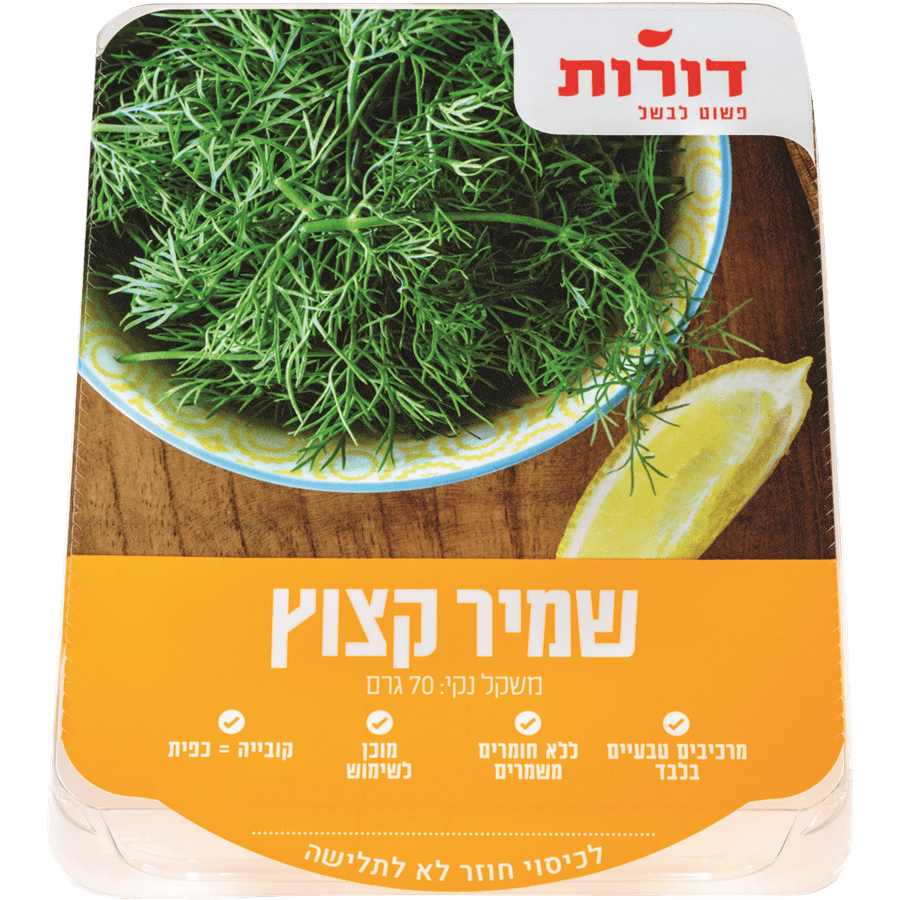 דורות
פשוט לבשל
שמיר קצוץ
משקל נקי: 70 גרם
מרכיבים טבעיים
בלבד
ללא חומרים
משמרים
מוכן
לשימוש
קובייה = כפית
לכיסוי חוזר לא לתלישה